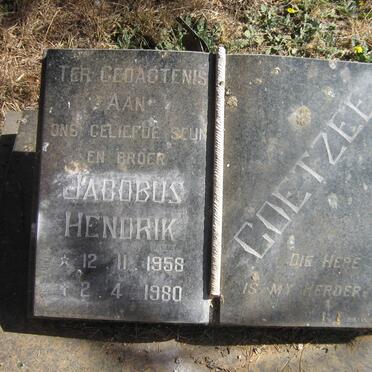 TER GEDAGTENIS
AAN
ONS GELIEFDE SEUN
EN BROER
JACOBUS
HENDRIK
* 12 . 11 . 1958
† 2 . 4 . 1980
COETZEE
DIE HERE
IS MY HERDER.